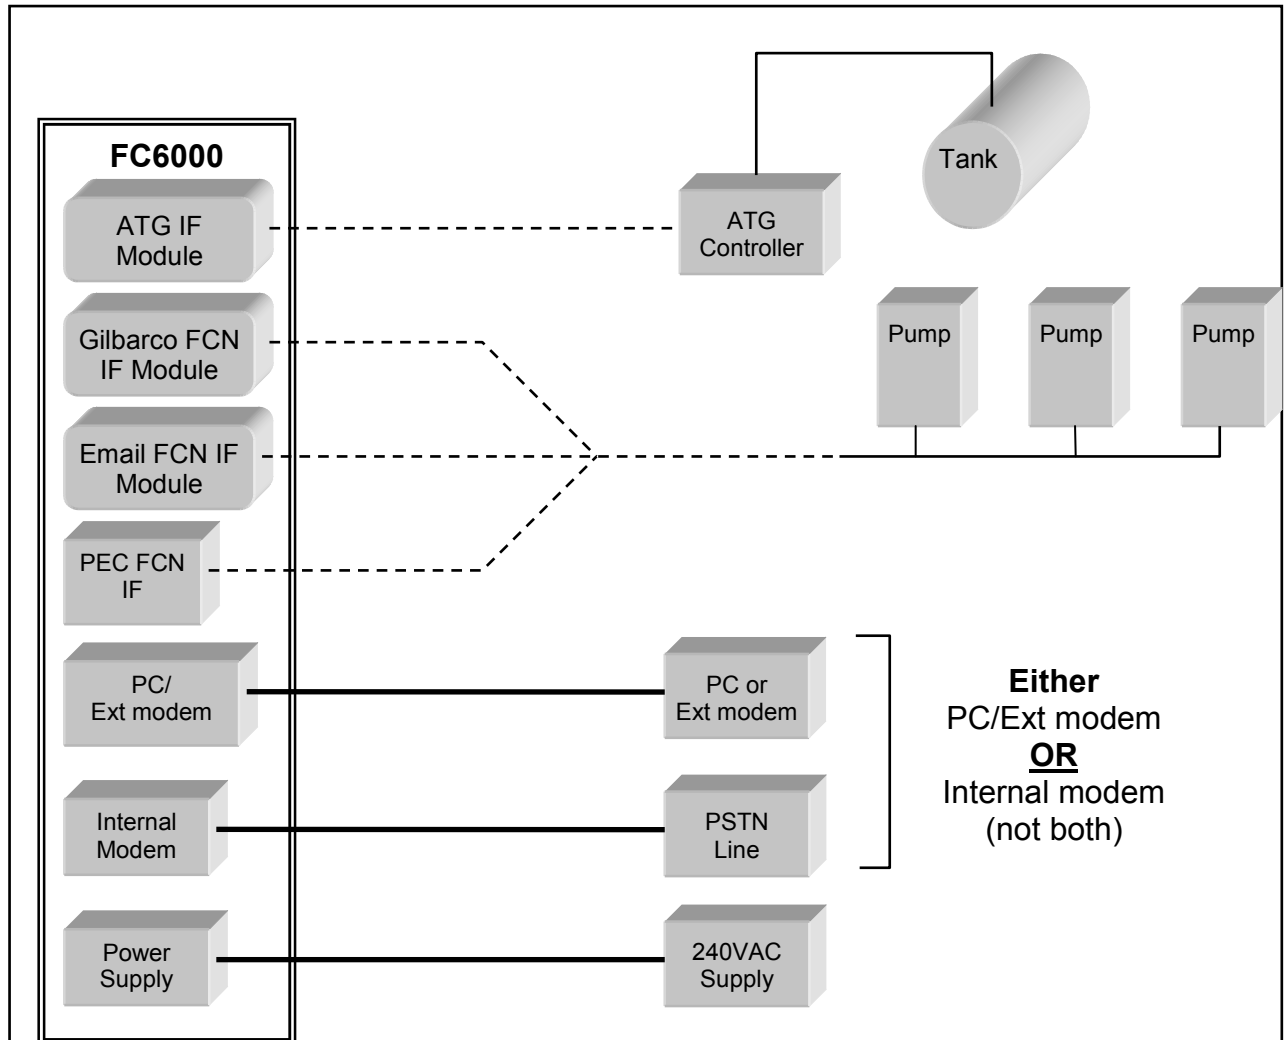 FC6000
ATG IF
Module
Gilbarco FCN
IF Module
Email FCN IF
Module
PEC FCN
IF
PC/
Ext modem
Internal
Modem
Power
Supply
ATG
Controller
Tank
Pump
Pump
Pump
PC or
Ext modem
PSTN
Line
240VAC
Supply
Either
PC/Ext modem
OR
Internal modem
(not both)